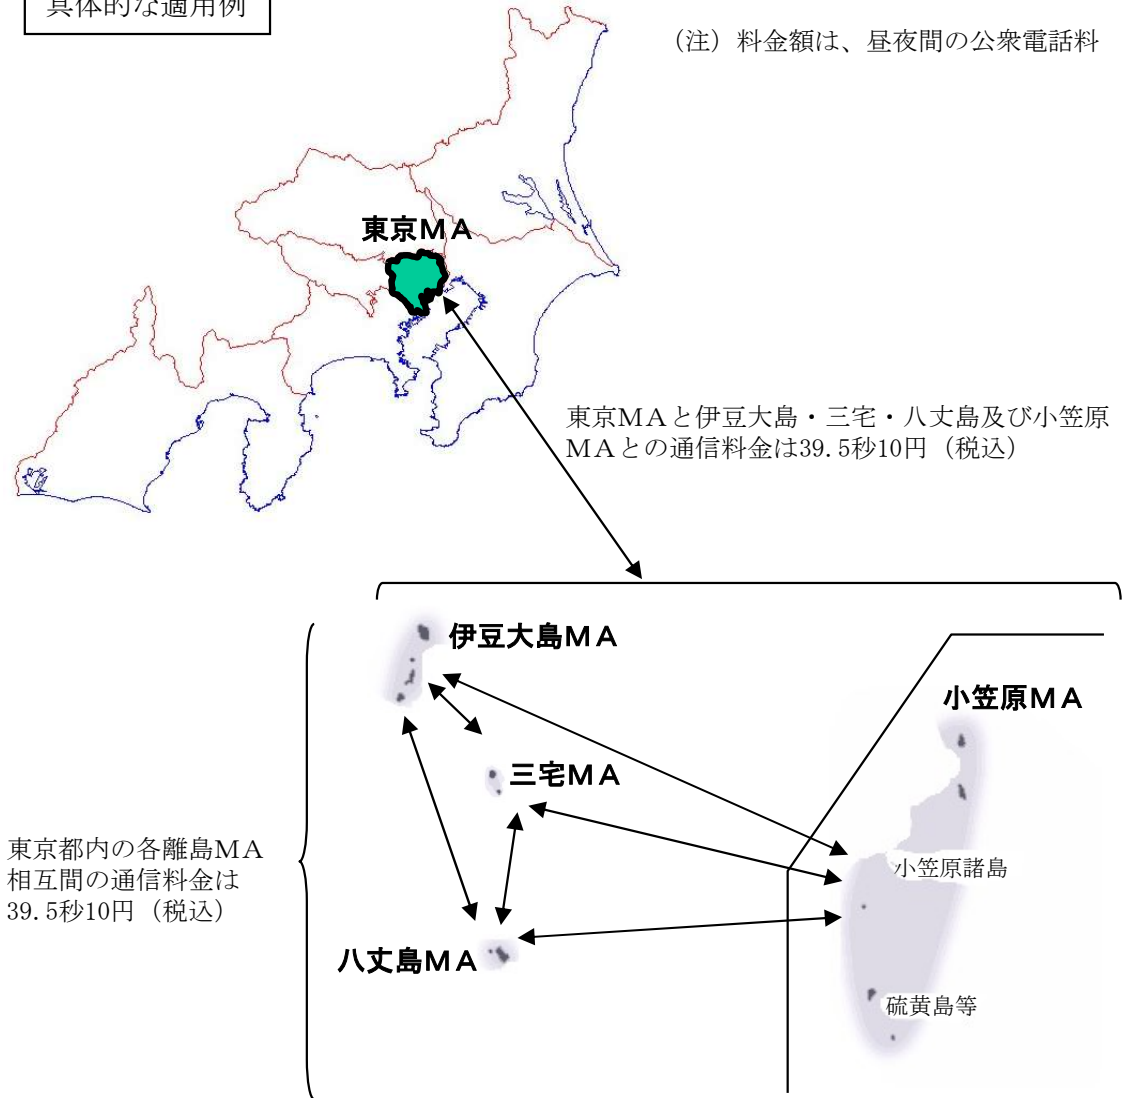 具体的な適用例
（注）料金額は、昼夜間の公衆電話料
東京ＭＡ
東京MAと伊豆大島・三宅・八丈島及び小笠原
MAとの通信料金は39.5秒10円（税込）
伊豆大島ＭＡ
小笠原ＭＡ
三宅ＭＡ
東京都内の各離島MA
相互間の通信料金は
39.5秒10円（税込）
小笠原諸島
八丈島ＭＡ
硫黄島等